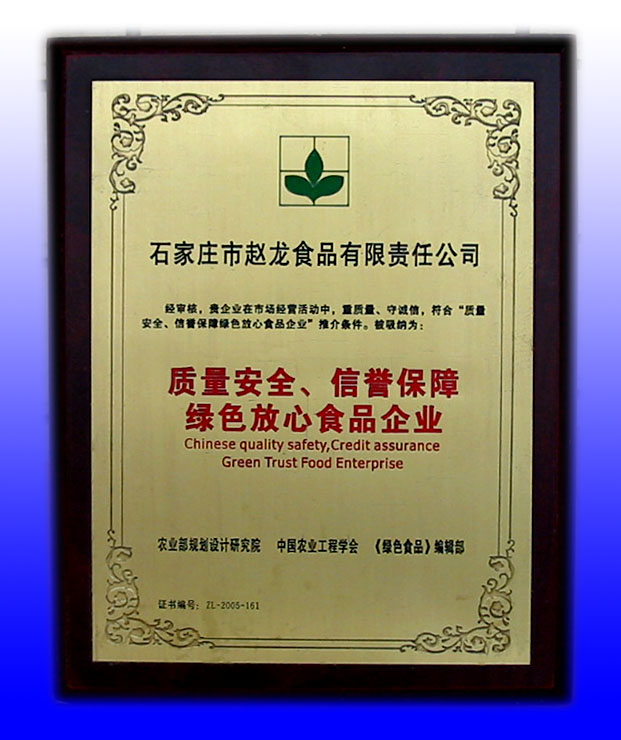 石家庄市赵龙食品有限责任公司
经审核，贵企业在市场经营活动中，重质量、守诚信，符合“质量
安全、信誉保障绿色放心食品企业”推介条件。被吸纳为：
质量安全、信誉保障
绿色放心食品企业
Chinese quality safety,Credit assurance
Green Trust Food Enterprise
农业部规划设计研究院 中国农业工程学会 《绿色食品》编辑部
证书编号：ZL-2005-161